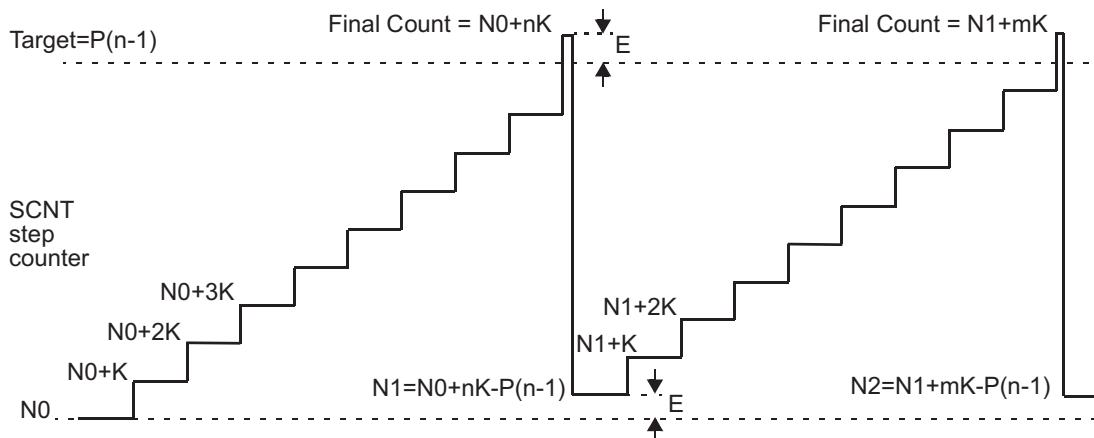 Final Count = N0+nK
Final Count = N1+mK
Target=P(n-1)
E
SCNT
step
counter
N0+3K
N0+2K
N1+2K
N0+K
N1+K
N1=N0+nK-P(n-1)
N2=N1+mK-P(n-1)
N0
E